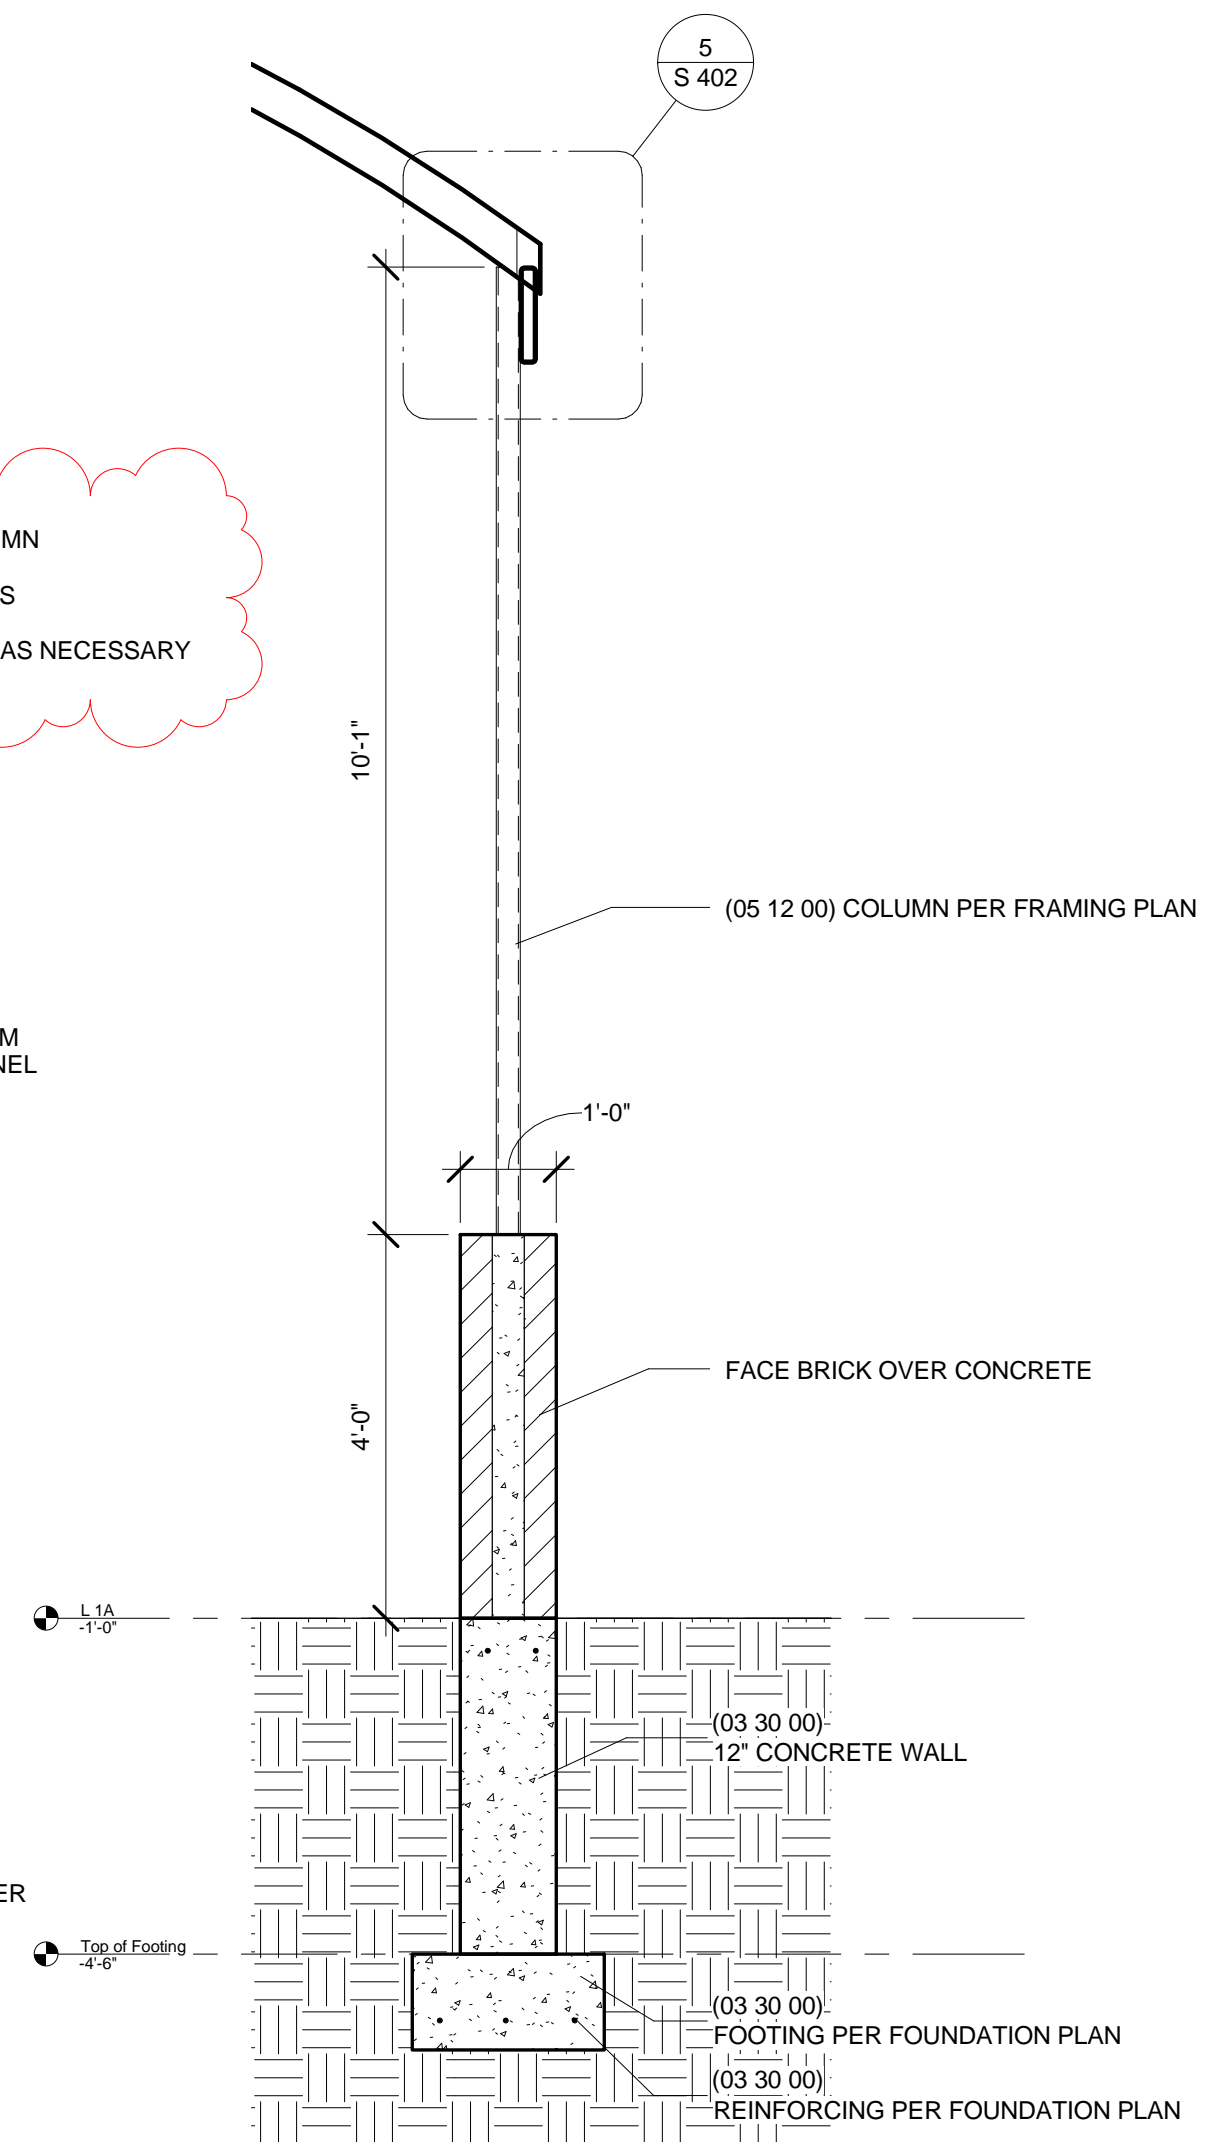 5
S 402
MN
S
AS NECESSARY
10'-1"
(05 12 00) COLUMN PER FRAMING PLAN
M
NEL
1'-0"
FACE BRICK OVER CONCRETE
4'-0"
L 1A
-1'-0"
(03 30 00)
12" CONCRETE WALL
ER
Top of Footing
-4'-6"
(03 30 00)
FOOTING PER FOUNDATION PLAN
(03 30 00)
REINFORCING PER FOUNDATION PLAN